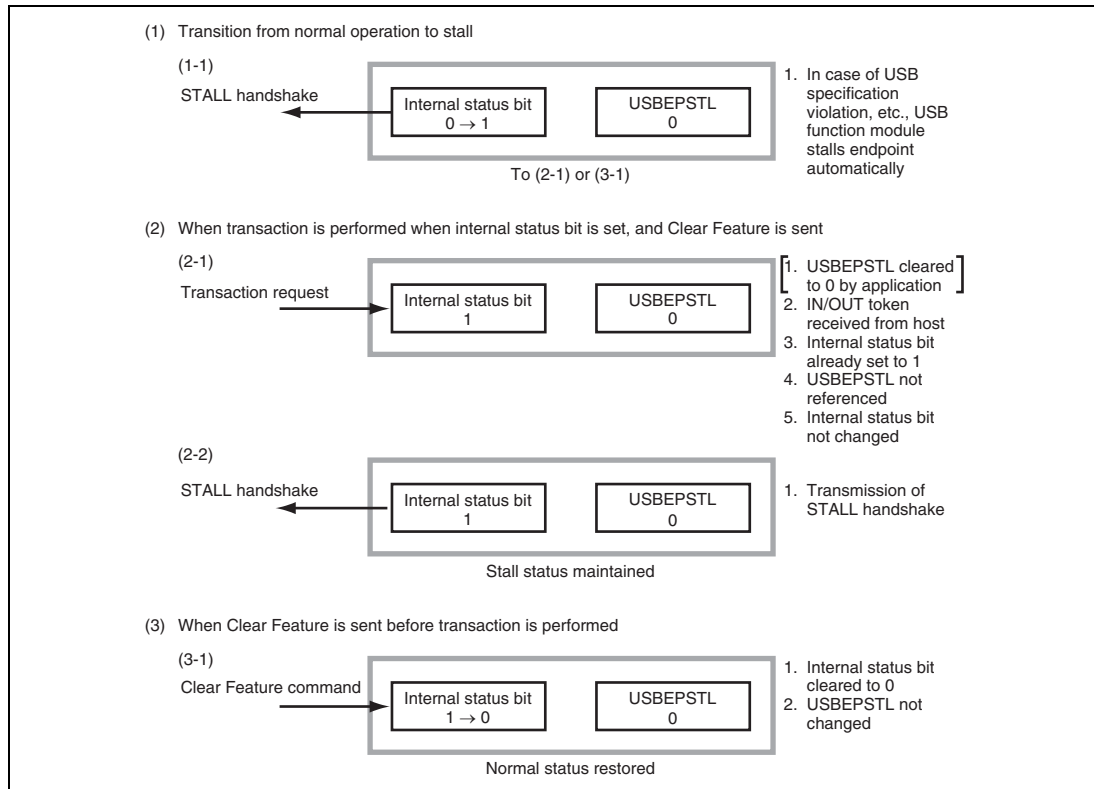 (1) Transition from normal operation to stall
(1-1)
STALL handshake
Internal status bit
0 → 1
USBEPSTL
0
To (2-1) or (3-1)
1. In case of USB
specification
violation, etc., USB
function module
stalls endpoint
automatically
(2) When transaction is performed when internal status bit is set, and Clear Feature is sent
(2-1)
Transaction request
Internal status bit
1
USBEPSTL
0
1. USBEPSTL cleared
to 0 by application
2. IN/OUT token
received from host
3. Internal status bit
already set to 1
4. USBEPSTL not
referenced
5. Internal status bit
not changed
(2-2)
STALL handshake
Internal status bit
1
USBEPSTL
0
1. Transmission of
STALL handshake
Stall status maintained
(3) When Clear Feature is sent before transaction is performed
(3-1)
Clear Feature command
Internal status bit
1 → 0
USBEPSTL
0
1. Internal status bit
cleared to 0
2. USBEPSTL not
changed
Normal status restored